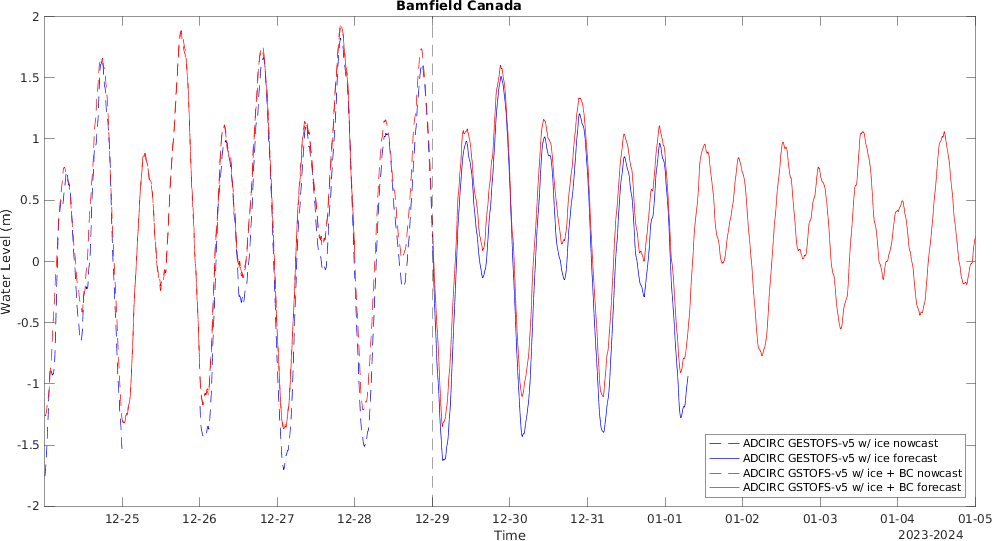 Bamfield Canada
2
1.5
1
0.5
0
-0.5
-1
-1.5
-2
Water Level (m)
12-25 12-26 12-27 12-28 12-29 12-30 12-31 01-01 01-02 01-03 01-04 01-05
Time
2023-2024
ADCIRC GESTOFS-v5 w/ ice nowcast
ADCIRC GESTOFS-v5 w/ ice forecast
ADCIRC GSTOFS-v5 w/ ice + BC nowcast
ADCIRC GSTOFS-v5 w/ ice + BC forecast